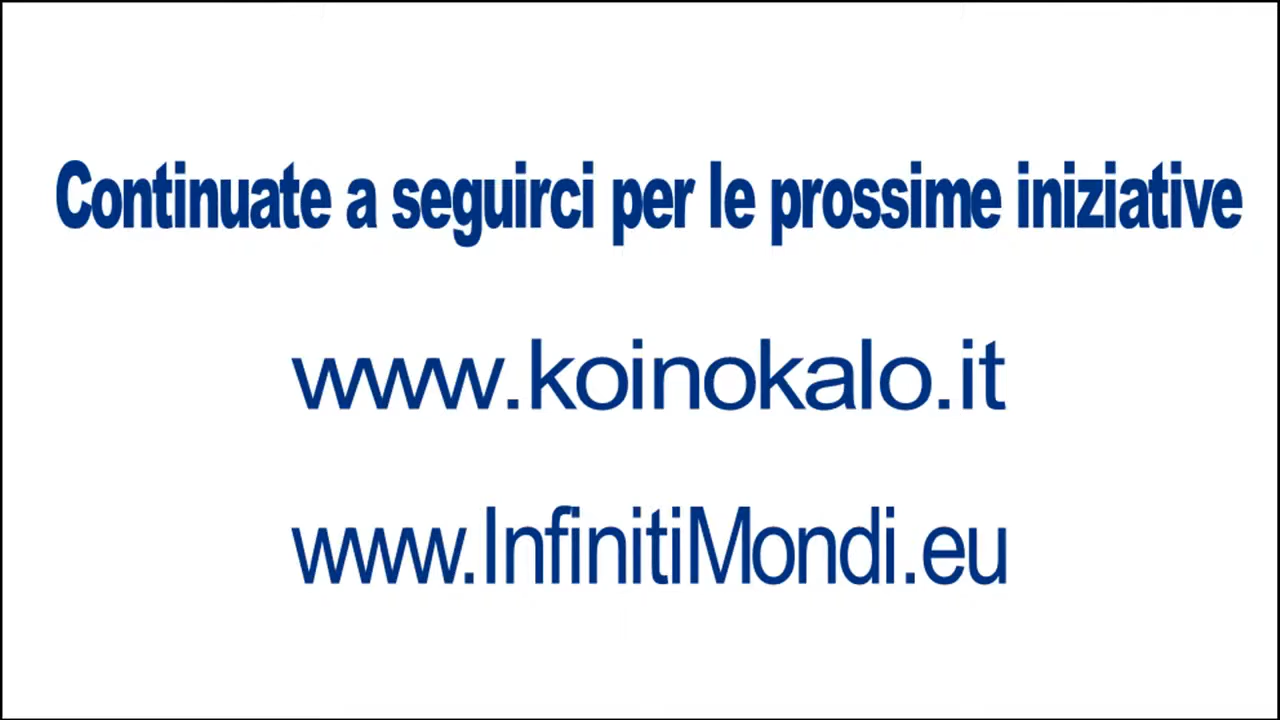 Continuate a seguirci per le prossime iniziative
www.koinokalo.it
www.InfinitiMondi.eu